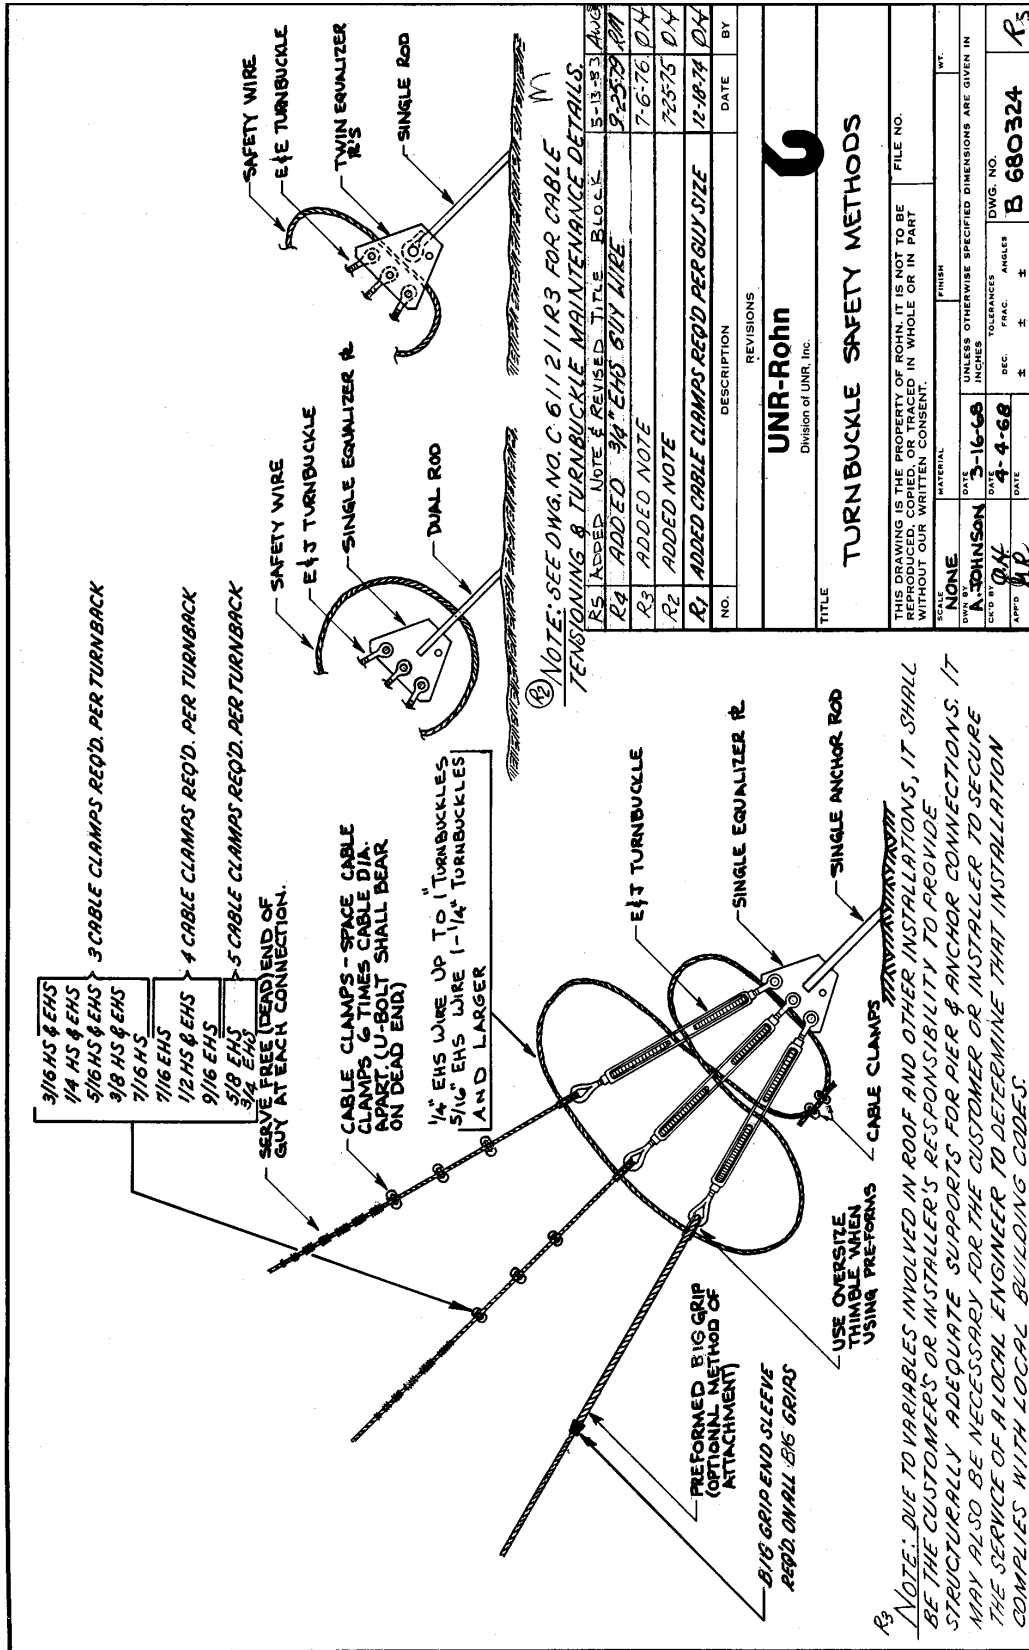 3/16 HS & EHS
1/4 HS & EHS
5/16 HS & EHS
3/8 HS & EHS
7/16 HS
3 CABLE CLAMPS REQ'D. PER TURNBACK
7/16 EHS
1/2 HS & EHS
9/16 EHS
4 CABLE CLAMPS REQ'D. PER TURNBACK
5/8 EHS
3/4 EHS
5 CABLE CLAMPS REQ'D. PER TURNBACK
SERVE FREE (DEAD) END OF
GUY AT EACH CONNECTION.
CABLE CLAMPS - SPACE CABLE
CLAMPS 6 TIMES CABLE DIA.
APART. (U-BOLT SHALL BEAR
ON DEAD END)
1/4" EHS WIRE UP TO 1" TURNBUCKLES
5/16" EHS WIRE 1-1/4" TURNBUCKLES
AND LARGER
E&J TURNBUCKLE
SINGLE EQUALIZER PL
SINGLE ANCHOR ROD
CABLE CLAMPS
USE OVERSIZE
THIMBLE WHEN
USING PRE-FORMS
PREFORMED BIG GRIP
(OPTIONAL METHOD OF
ATTACHMENT)
BIG GRIP END SLEEVE
REQ'D. ON ALL BIG GRIPS
SAFETY WIRE
E&J TURNBUCKLE
SINGLE EQUALIZER PL
DUAL ROD
SAFETY WIRE
E&E TURNBUCKLE
TWIN EQUALIZER
PL'S
SINGLE ROD
R2 NOTE: SEE DWG. NO. C 611211R3 FOR CABLE
TENSIONING & TURNBUCKLE MAINTENANCE DETAILS.
R3
NOTE: DUE TO VARIABLES INVOLVED IN ROOF AND OTHER INSTALLATIONS, IT SHALL
BE THE CUSTOMER'S OR INSTALLER'S RESPONSIBILITY TO PROVIDE
STRUCTURALLY ADEQUATE SUPPORTS FOR PIER & ANCHOR CONNECTIONS. IT
MAY ALSO BE NECESSARY FOR THE CUSTOMER OR INSTALLER TO SECURE
THE SERVICE OF A LOCAL ENGINEER TO DETERMINE THAT INSTALLATION
COMPLIES WITH LOCAL BUILDING CODES.
R5 ADDED NOTE & REVISED TITLE BLOCK 5-13-83
R4 ADDED 3/4" EHS GUY WIRE 9-25-79 RM
R3 ADDED NOTE 7-6-76 DH
R2 ADDED NOTE 7-25-75 DH
R1 ADDED CABLE CLAMPS REQ'D PER GUY SIZE 12-18-74 DH
NO. DESCRIPTION DATE BY
REVISIONS
UNR-Rohn
Division of UNR, Inc.
TITLE
TURNBUCKLE SAFETY METHODS
THIS DRAWING IS THE PROPERTY OF ROHN. IT IS NOT TO BE
REPRODUCED, COPIED, OR TRACED IN WHOLE OR IN PART
WITHOUT OUR WRITTEN CONSENT.
FILE NO.
SCALE NONE MATERIAL FINISH WT.
DWN BY A. JOHNSON DATE 3-16-68
CK'D BY DATE 4-4-68
APP'D DATE
UNLESS OTHERWISE SPECIFIED DIMENSIONS ARE GIVEN IN
INCHES TOLERANCES
DEC. FRAC. ANGLES
± ± ±
DWG. NO.
B 680324 R5